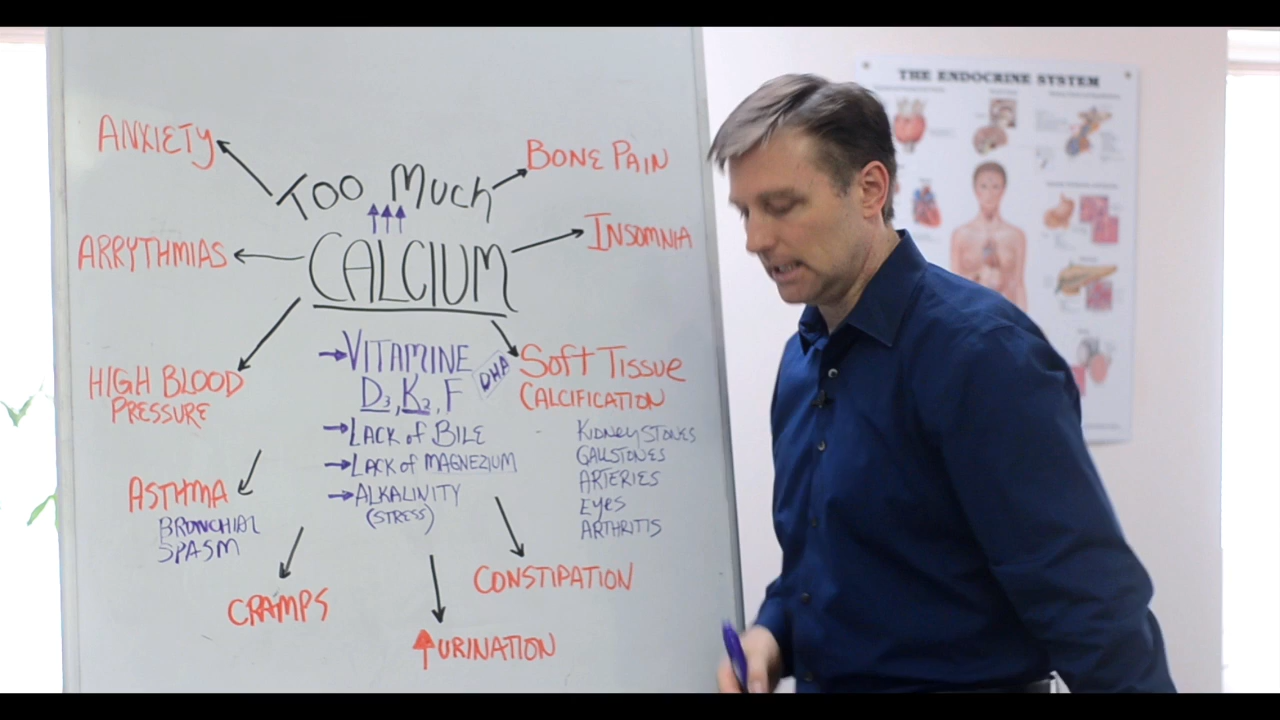 TOO MUCH
CALCIUM
ANXIETY
ARRYTHMIAS
HIGH BLOOD
PRESSURE
ASTHMA
BRONCHIAL
SPASM
CRAMPS
↑URINATION
CONSTIPATION
BONE PAIN
INSOMNIA
SOFT TISSUE
CALCIFICATION
KIDNEY STONES
GALLSTONES
ARTERIES
EYES
ARTHRITIS
→VITAMINE
D₃, K₂, F
DHA
→LACK OF BILE
→LACK OF MAGNEZIUM
→ALKALINITY
(STRESS)
THE ENDOCRINE SYSTEM